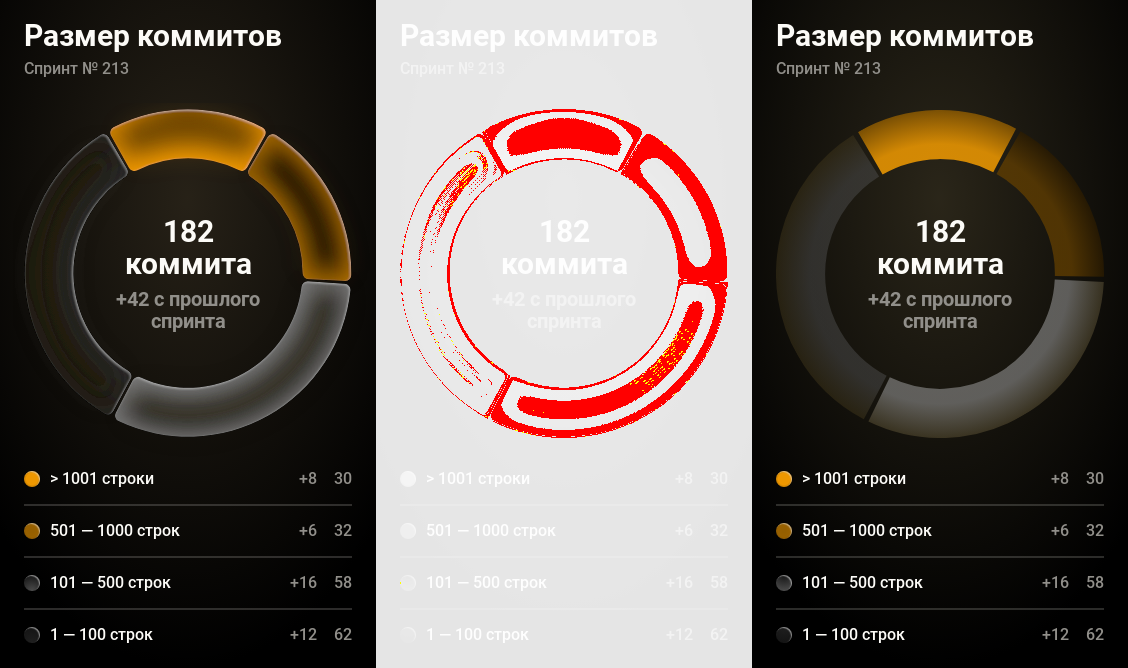 Размер коммитов
Спринт № 213
182
коммита
+42 с прошлого
спринта
> 1001 строки +8 30
501 — 1000 строк +6 32
101 — 500 строк +16 58
1 — 100 строк +12 62
Размер коммитов
Спринт № 213
182
коммита
+42 с прошлого
спринта
> 1001 строки +8 30
501 — 1000 строк +6 32
101 — 500 строк +16 58
1 — 100 строк +12 62
Размер коммитов
Спринт № 213
182
коммита
+42 с прошлого
спринта
> 1001 строки +8 30
501 — 1000 строк +6 32
101 — 500 строк +16 58
1 — 100 строк +12 62